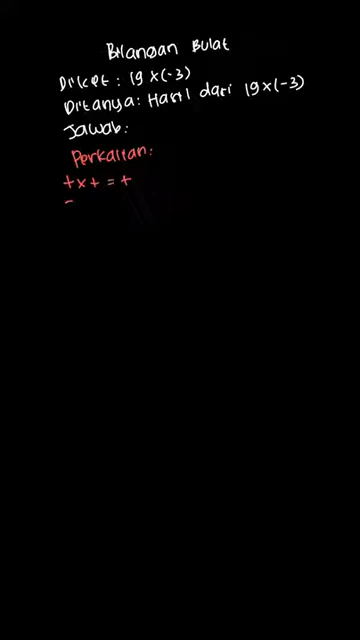 Bilangan Bulat
Diket : 19 x (-3)
Ditanya : Hasil dari 19 x (-3)
Jawab :
Perkalian :
+ x + = +
-